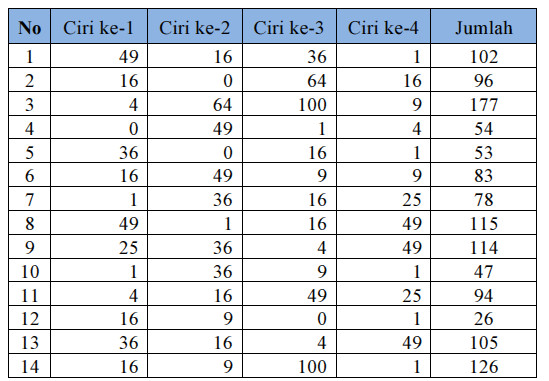 No Ciri ke-1 Ciri ke-2 Ciri ke-3 Ciri ke-4 Jumlah
1 49 16 36 1 102
2 16 0 64 16 96
3 4 64 100 9 177
4 0 49 1 4 54
5 36 0 16 1 53
6 16 49 9 9 83
7 1 36 16 25 78
8 49 1 16 49 115
9 25 36 4 49 114
10 1 36 9 1 47
11 4 16 49 25 94
12 16 9 0 1 26
13 36 16 4 49 105
14 16 9 100 1 126